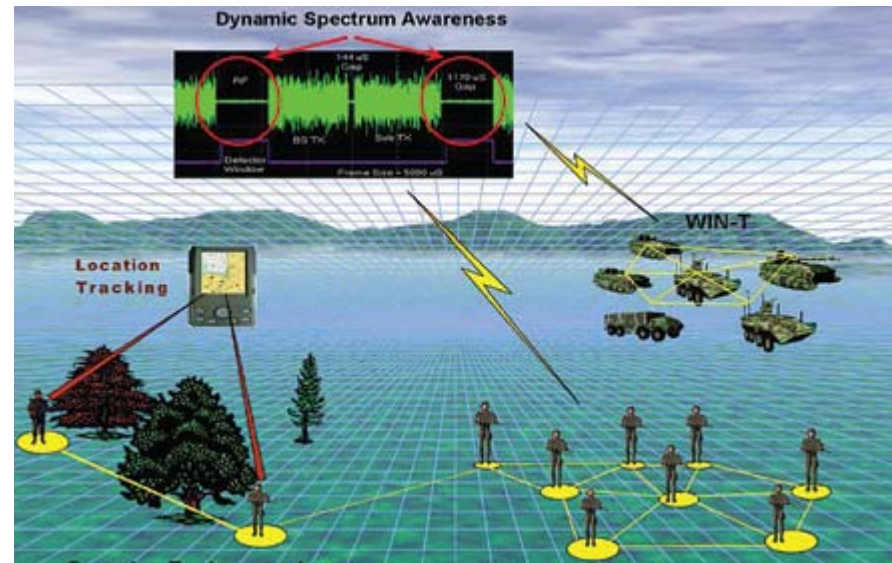 Dynamic Spectrum Awareness
144 uS
Gap
RF
1170 uS
Gap
BS TX
Sub TX
Detector
Window
Frame Size = 5000 uS
WIN-T
Location
Tracking